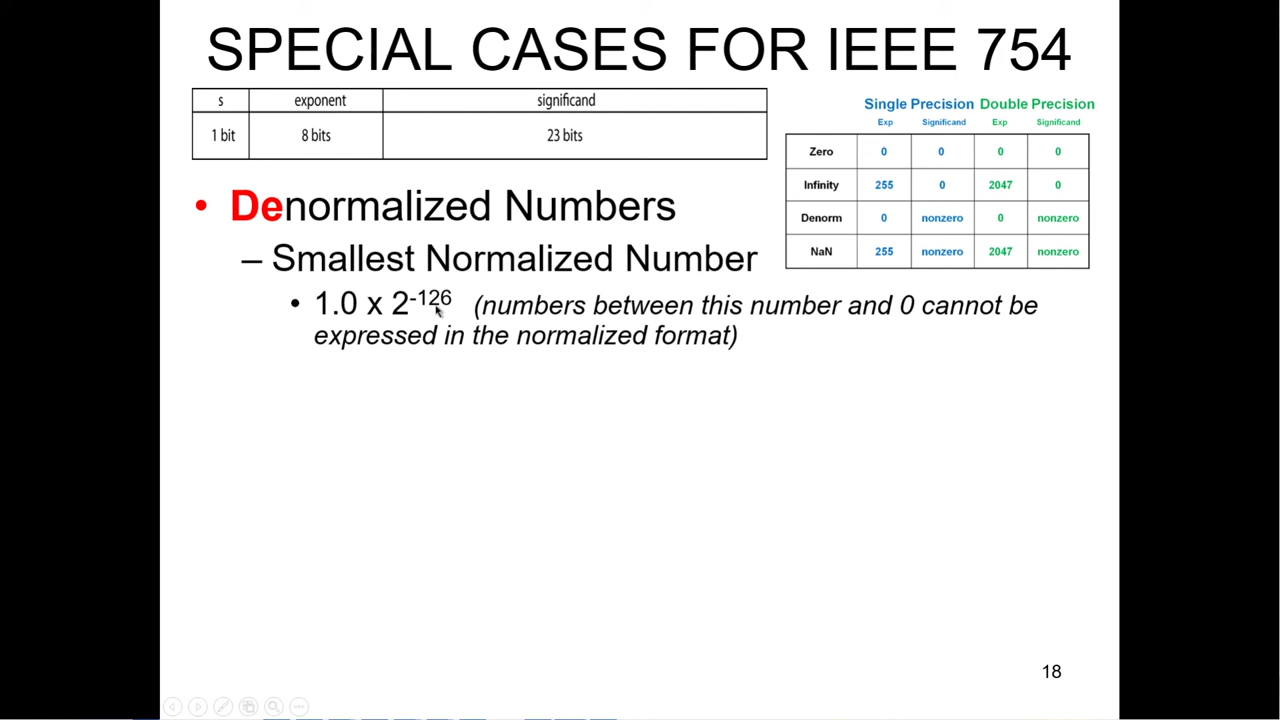 SPECIAL CASES FOR IEEE 754
s exponent significand
1 bit 8 bits 23 bits
Single Precision Double Precision
Exp Significand Exp Significand
Zero 0 0 0 0
Infinity 255 0 2047 0
Denorm 0 nonzero 0 nonzero
NaN 255 nonzero 2047 nonzero
• Denormalized Numbers
– Smallest Normalized Number
• 1.0 x 2⁻¹²⁶ (numbers between this number and 0 cannot be
expressed in the normalized format)
18